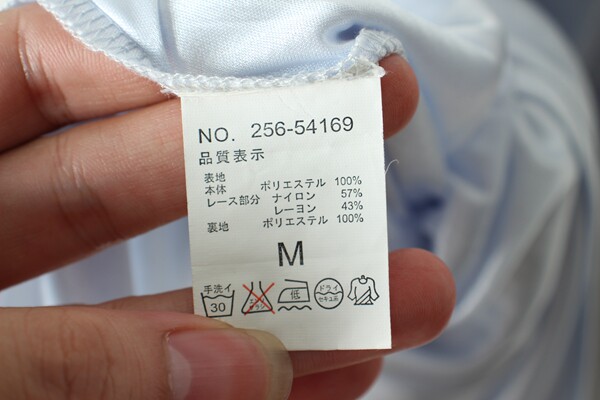 NO. 256-54169
品質表示
表地
本体 ポリエステル 100%
レース部分 ナイロン 57%
レーヨン 43%
裏地 ポリエステル 100%
M
手洗イ 30
低
ドライ
セキユ系